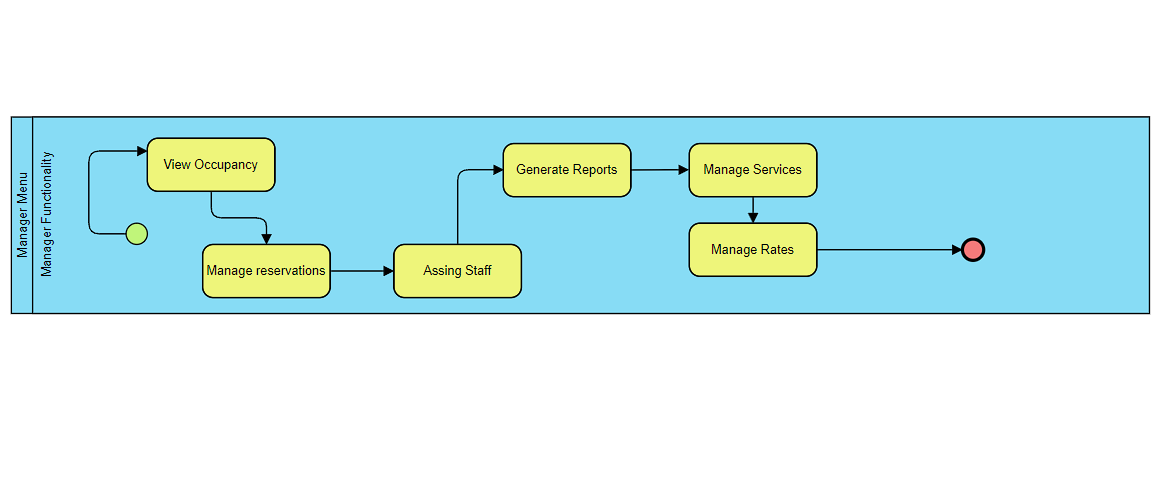 Manager Menu
Manager Functionality
View Occupancy
Manage reservations
Assing Staff
Generate Reports
Manage Services
Manage Rates